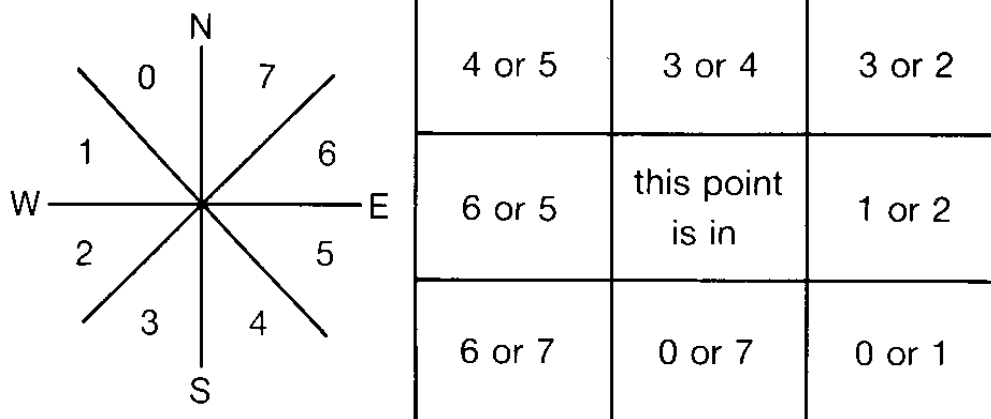 N
0 7
1 6
W E
2 5
3 4
S
4 or 5 3 or 4 3 or 2
6 or 5 this point is in 1 or 2
6 or 7 0 or 7 0 or 1